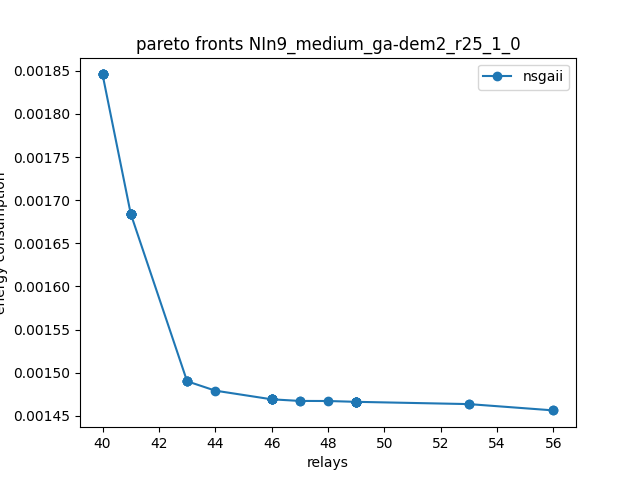 pareto fronts NIn9_medium_ga-dem2_r25_1_0
nsgaii
0.00185
0.00180
0.00175
0.00170
0.00165
0.00160
0.00155
0.00150
0.00145
energy consumption
40 42 44 46 48 50 52 54 56
relays